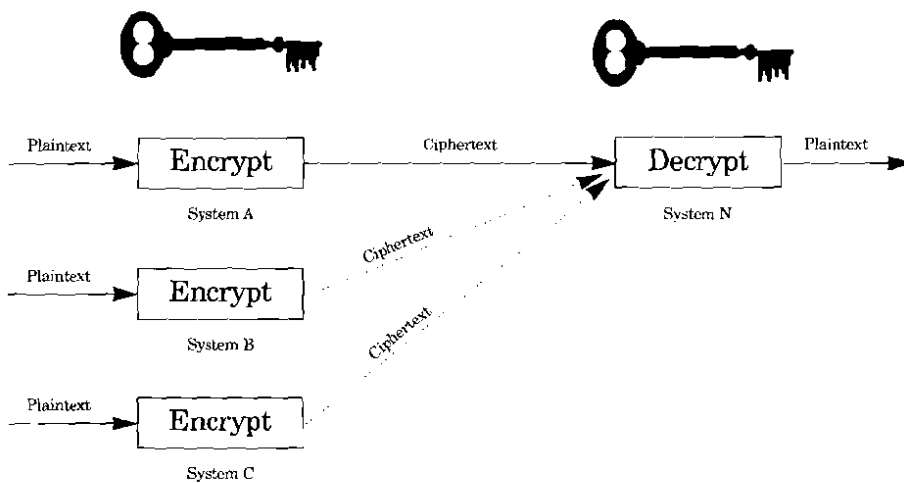 Plaintext
Encrypt
Ciphertext
Decrypt
Plaintext
System A
System N
Plaintext
Encrypt
Ciphertext
System B
Ciphertext
Plaintext
Encrypt
System C